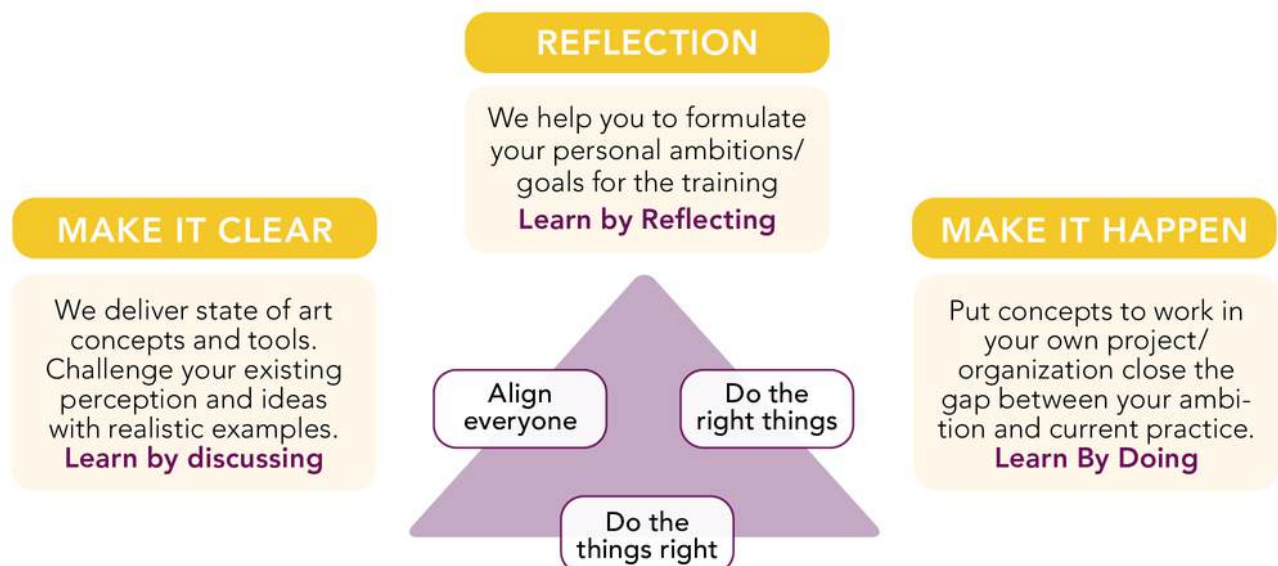 REFLECTION
We help you to formulate
your personal ambitions/
goals for the training
Learn by Reflecting
MAKE IT CLEAR
We deliver state of art
concepts and tools.
Challenge your existing
perception and ideas
with realistic examples.
Learn by discussing
MAKE IT HAPPEN
Put concepts to work in
your own project/
organization close the
gap between your ambi-
tion and current practice.
Learn By Doing
Align
everyone
Do the
right things
Do the
things right